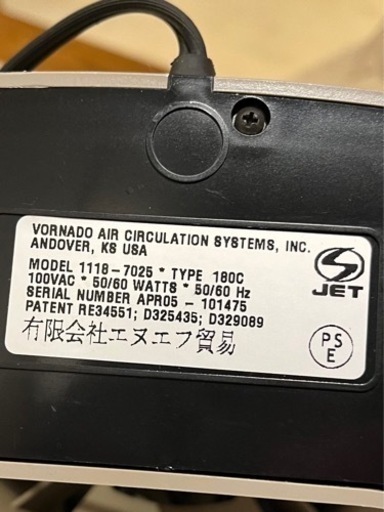 VORNADO AIR CIRCULATION SYSTEMS, INC.
ANDOVER, KS USA
MODEL 1118-7025 * TYPE 180C
100VAC * 50/60 WATTS * 50/60 Hz
SERIAL NUMBER APR05 - 101475
PATENT RE34551; D325435; D329089
有限会社エヌエフ貿易
JET
PS
E